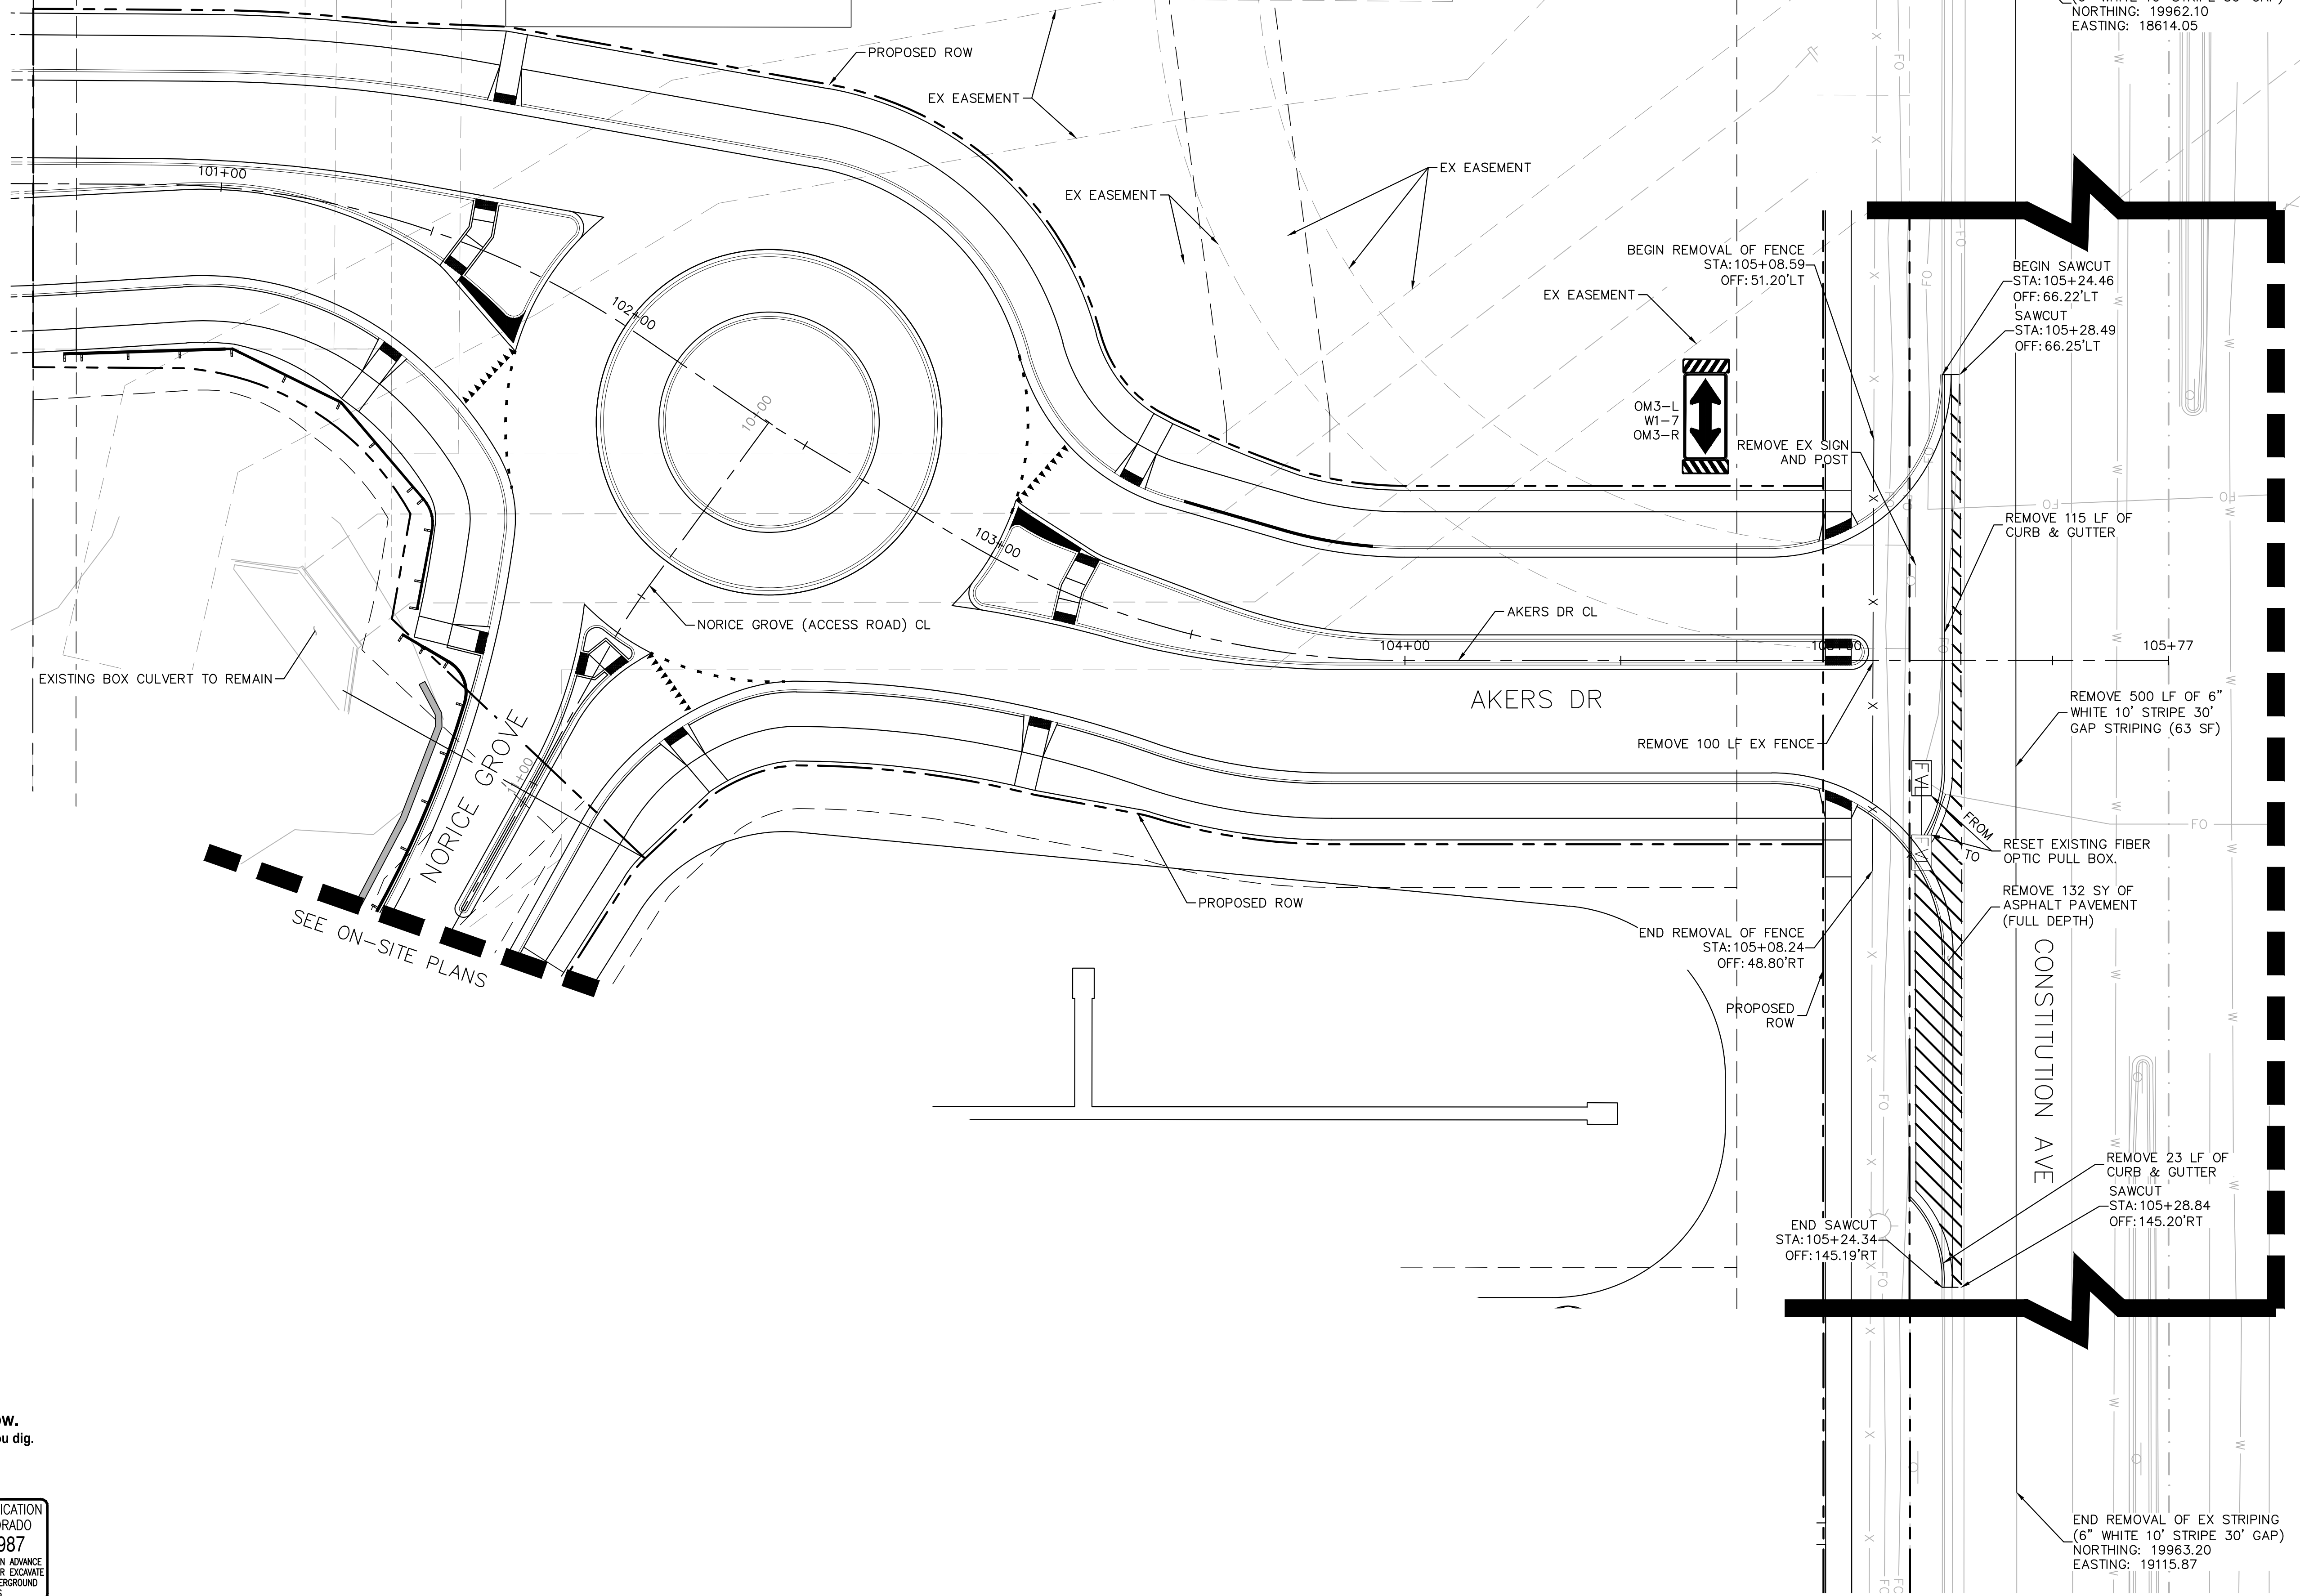 NORTHING: 19962.10
EASTING: 18614.05
PROPOSED ROW
EX EASEMENT
EX EASEMENT
EX EASEMENT
101+00
BEGIN REMOVAL OF FENCE
STA:105+08.59
OFF:51.20'LT
EX EASEMENT
BEGIN SAWCUT
STA:105+24.46
OFF:66.22'LT
SAWCUT
STA:105+28.49
OFF:66.25'LT
102+00
10+00
OM3-L
W1-7
OM3-R
REMOVE EX SIGN
AND POST
REMOVE 115 LF OF
CURB & GUTTER
103+00
NORICE GROVE (ACCESS ROAD) CL
AKERS DR CL
104+00
105+77
EXISTING BOX CULVERT TO REMAIN
AKERS DR
REMOVE 500 LF OF 6"
WHITE 10' STRIPE 30'
GAP STRIPING (63 SF)
REMOVE 100 LF EX FENCE
NORICE GROVE
FROM
TO
RESET EXISTING FIBER
OPTIC PULL BOX.
REMOVE 132 SY OF
ASPHALT PAVEMENT
(FULL DEPTH)
PROPOSED ROW
SEE ON-SITE PLANS
END REMOVAL OF FENCE
STA:105+08.24
OFF:48.80'RT
PROPOSED
ROW
CONSTITUTION AVE
REMOVE 23 LF OF
CURB & GUTTER
SAWCUT
STA:105+28.84
OFF:145.20'RT
END SAWCUT
STA:105+24.34
OFF:145.19'RT
END REMOVAL OF EX STRIPING
(6" WHITE 10' STRIPE 30' GAP)
NORTHING: 19963.20
EASTING: 19115.87
ow.
ou dig.
ICATION
ORADO
987
N ADVANCE
R EXCAVATE
ERGROUND